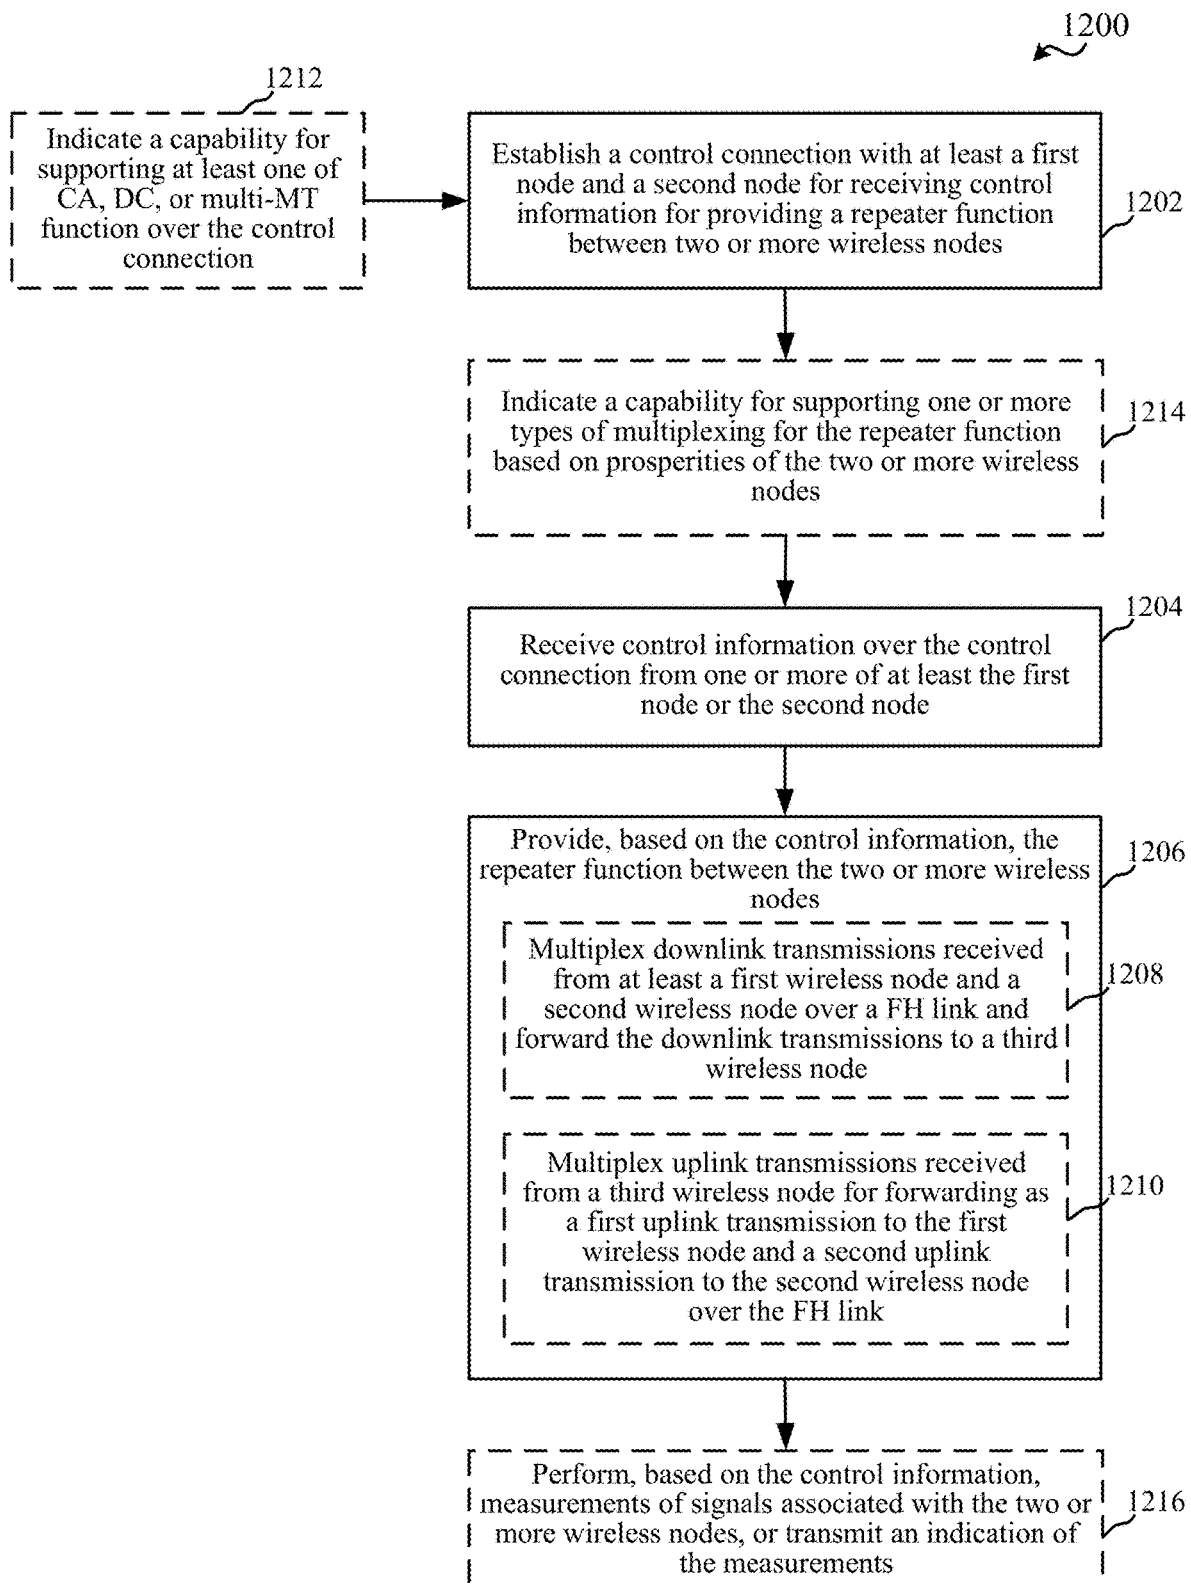 1200
1212
Indicate a capability for
supporting at least one of
CA, DC, or multi-MT
function over the control
connection
Establish a control connection with at least a first
node and a second node for receiving control
information for providing a repeater function
between two or more wireless nodes
1202
Indicate a capability for supporting one or more
types of multiplexing for the repeater function
based on prosperities of the two or more wireless
nodes
1214
Receive control information over the control
connection from one or more of at least the first
node or the second node
1204
Provide, based on the control information, the
repeater function between the two or more wireless
nodes
1206
Multiplex downlink transmissions received
from at least a first wireless node and a
second wireless node over a FH link and
forward the downlink transmissions to a third
wireless node
1208
Multiplex uplink transmissions received
from a third wireless node for forwarding as
a first uplink transmission to the first
wireless node and a second uplink
transmission to the second wireless node
over the FH link
1210
Perform, based on the control information,
measurements of signals associated with the two or
more wireless nodes, or transmit an indication of
the measurements
1216